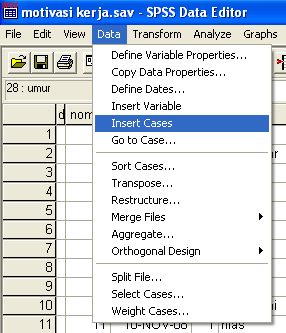 motivasi kerja.sav - SPSS Data Editor
File Edit View Data Transform Analyze Graphs
28 : umur
Define Variable Properties...
Copy Data Properties...
Define Dates...
Insert Variable
Insert Cases
Go to Case...
Sort Cases...
Transpose...
Restructure...
Merge Files
Aggregate...
Orthogonal Design
Split File...
Select Cases...
Weight Cases...
d nom
1
2
3
4
5
6
7
8
9
10
11 11 10-NOV-08